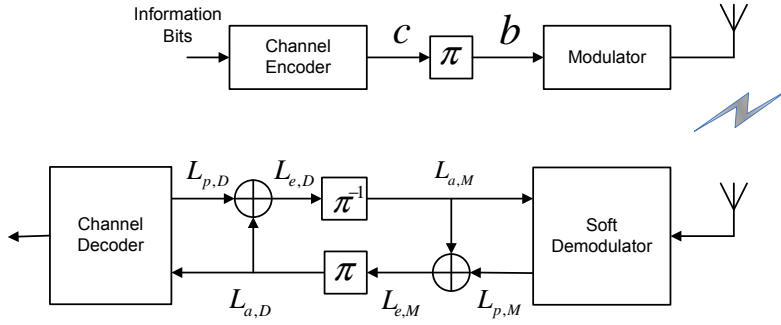 Information
Bits
Channel
Encoder
c
π
b
Modulator
Channel
Decoder
L_{p,D}
L_{e,D}
π^{-1}
L_{a,M}
Soft
Demodulator
L_{a,D}
π
L_{e,M}
L_{p,M}